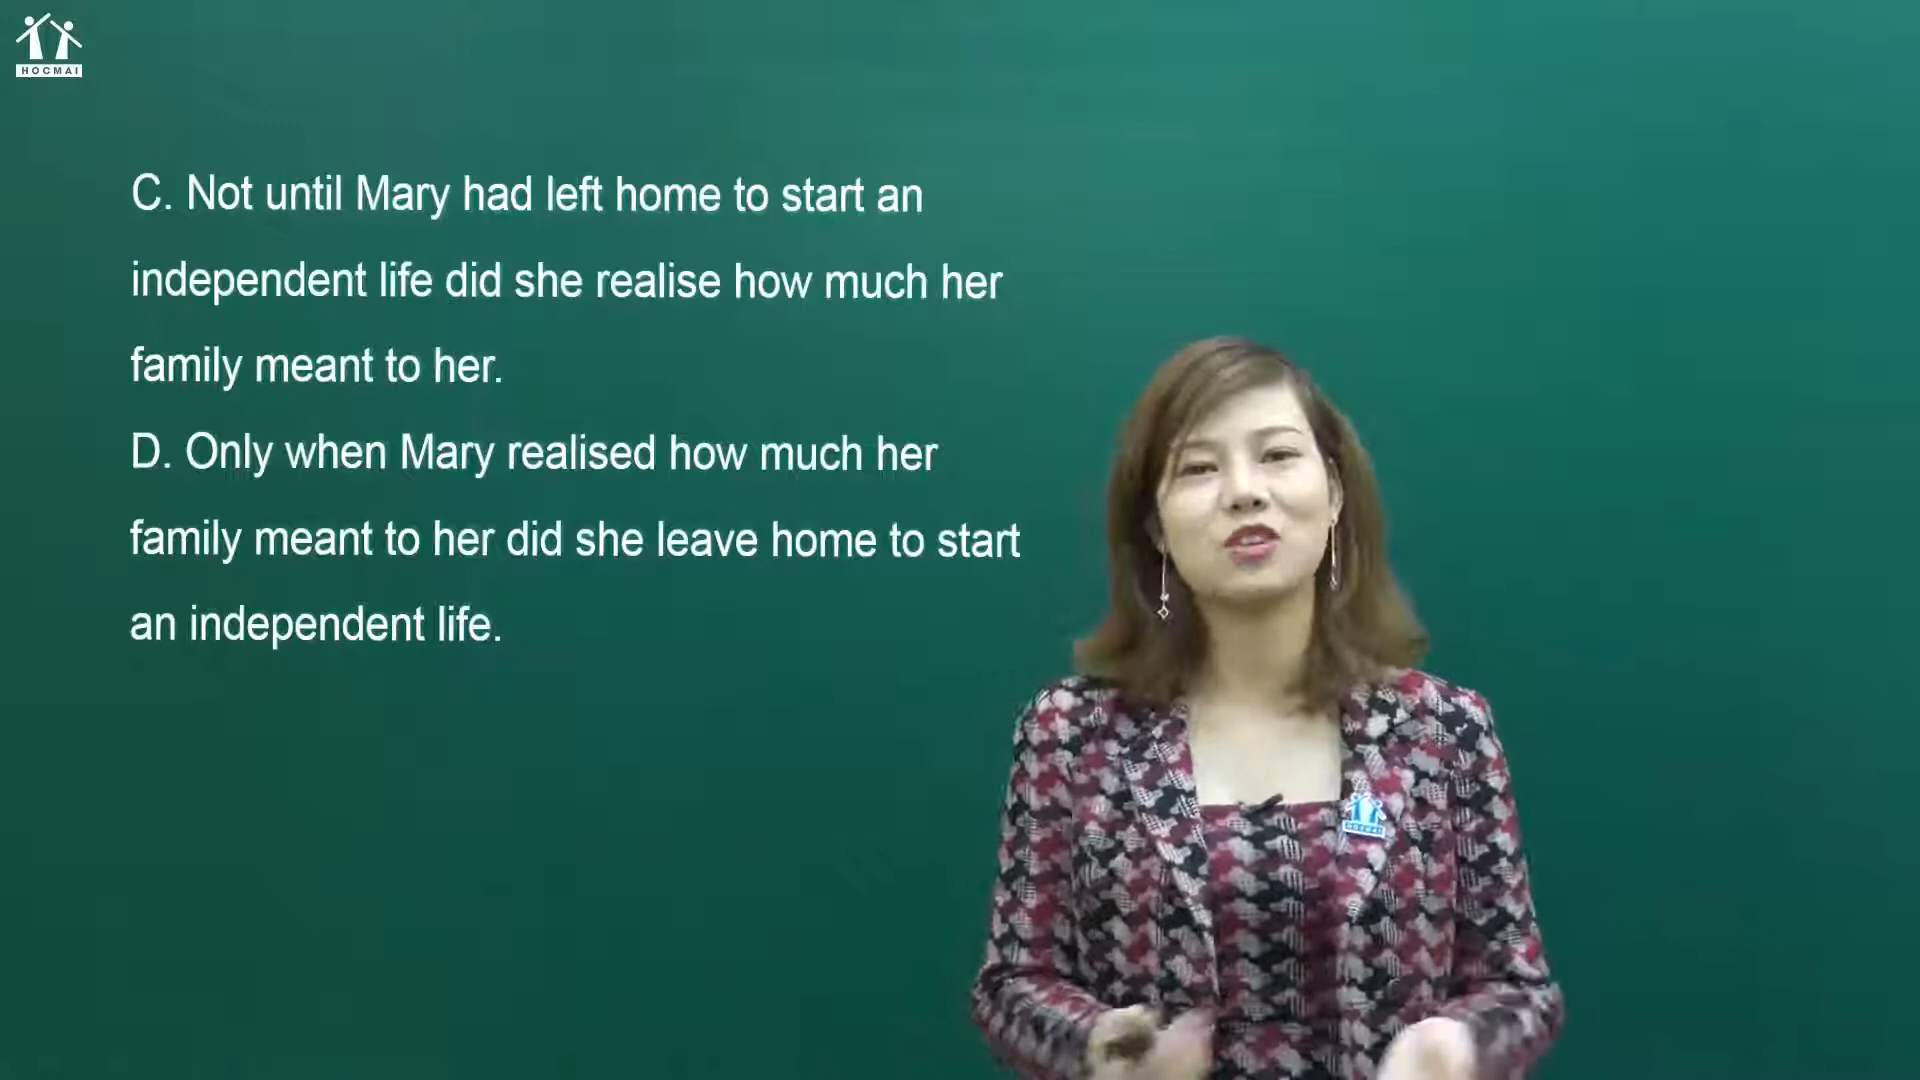 HOCMAI
C. Not until Mary had left home to start an
independent life did she realise how much her
family meant to her.
D. Only when Mary realised how much her
family meant to her did she leave home to start
an independent life.
HOCMAI